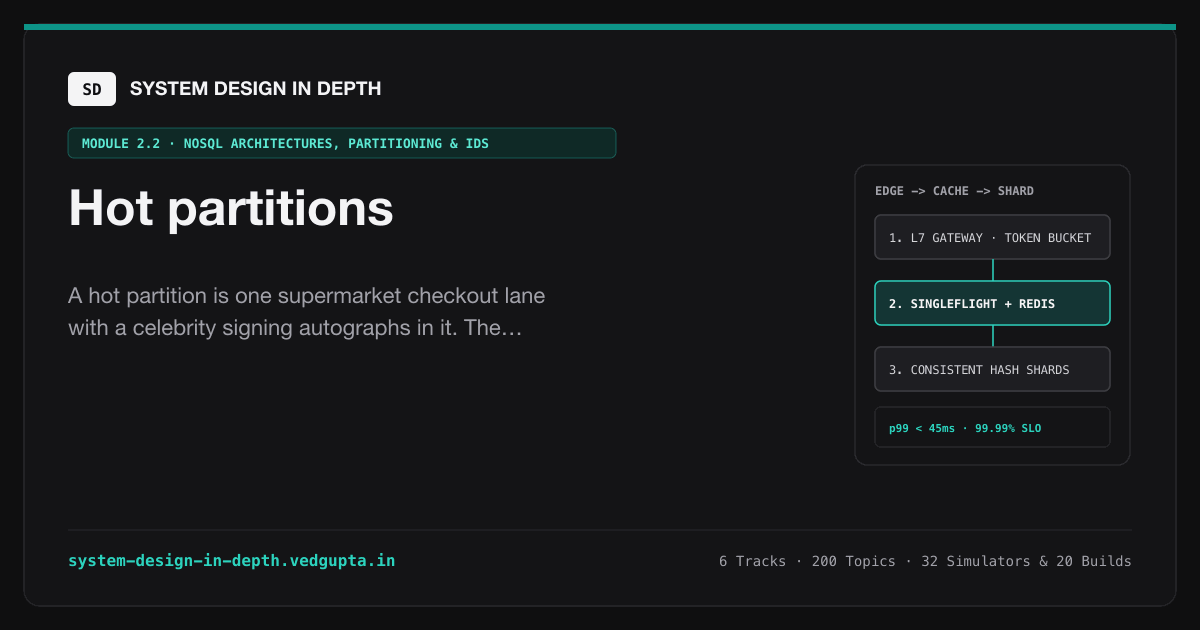 SD SYSTEM DESIGN IN DEPTH
MODULE 2.2 · NOSQL ARCHITECTURES, PARTITIONING & IDS
Hot partitions
A hot partition is one supermarket checkout lane
with a celebrity signing autographs in it. The…
EDGE —> CACHE —> SHARD
1. L7 GATEWAY · TOKEN BUCKET
2. SINGLEFLIGHT + REDIS
3. CONSISTENT HASH SHARDS
p99 < 45ms · 99.99% SLO
system-design-in-depth.vedgupta.in
6 Tracks · 200 Topics · 32 Simulators & 20 Builds